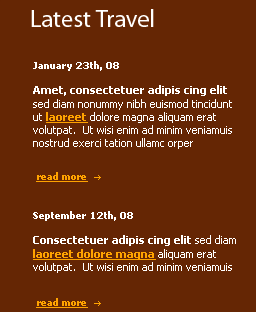 Latest Travel
January 23th, 08
Amet, consectetuer adipis cing elit
sed diam nonummy nibh euismod tincidunt
ut laoreet dolore magna aliquam erat
volutpat. Ut wisi enim ad minim veniamuis
nostrud exerci tation ullamc orper
read more →
September 12th, 08
Consectetuer adipis cing elit sed diam
laoreet dolore magna aliquam erat
volutpat. Ut wisi enim ad minim veniamuis
read more →